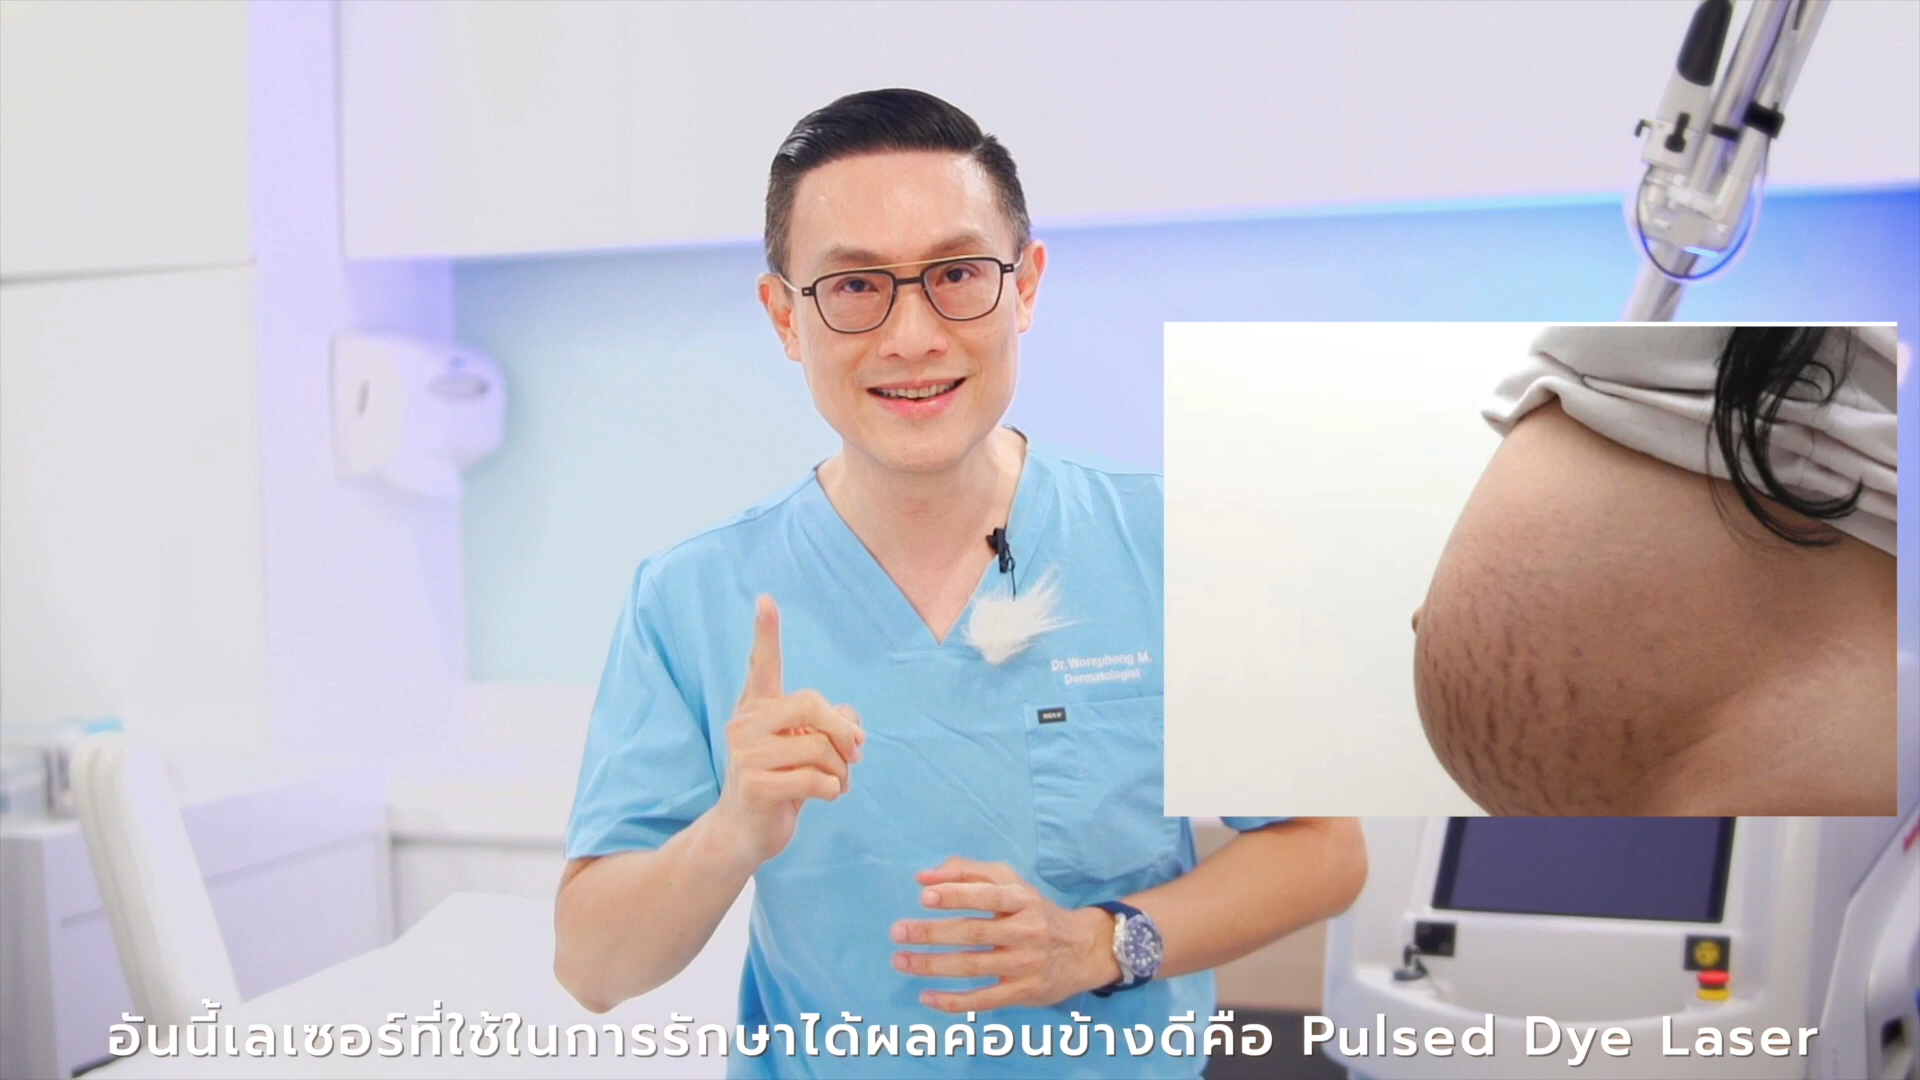 Dr. Woraphong M.
Dermatologist
อันนี้เลเซอร์ที่ใช้ในการรักษาได้ผลค่อนข้างดีคือ Pulsed Dye Laser